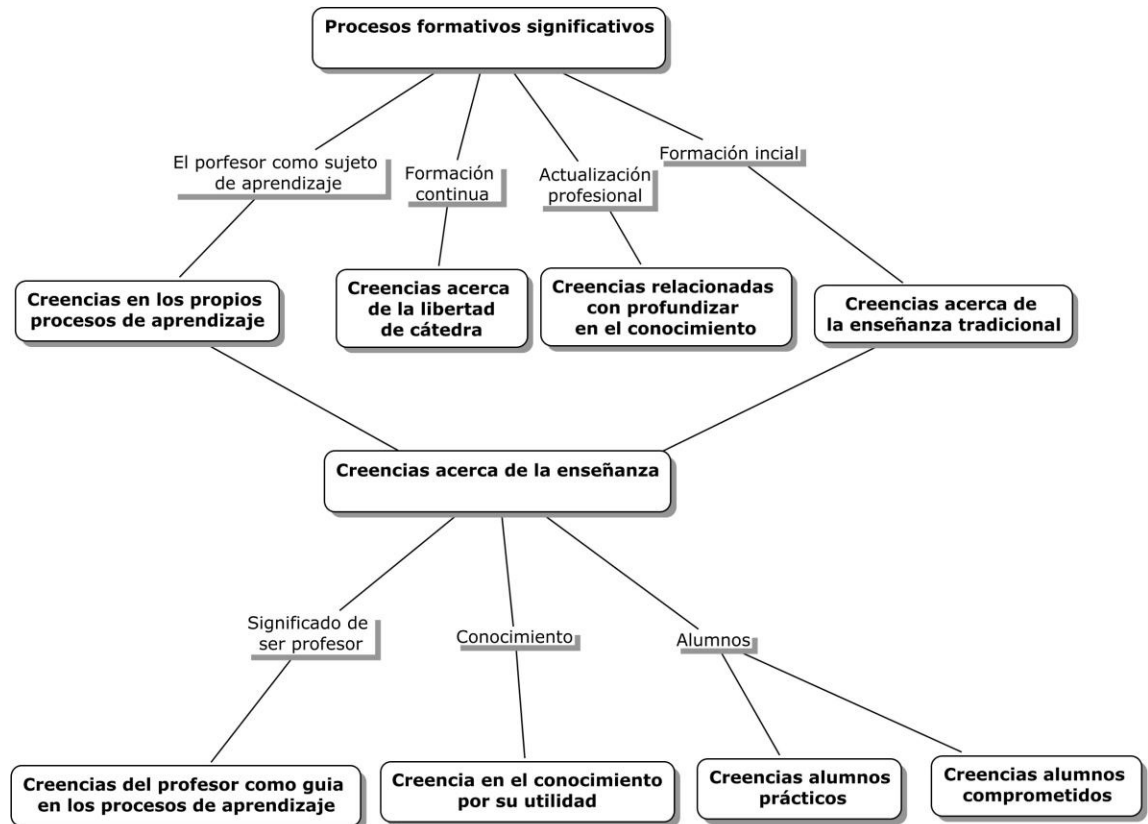 Procesos formativos significativos
El porfesor como sujeto
de aprendizaje
Formación
continua
Actualización
profesional
Formación incial
Creencias en los propios
procesos de aprendizaje
Creencias acerca
de la libertad
de cátedra
Creencias relacionadas
con profundizar
en el conocimiento
Creencias acerca de
la enseñanza tradicional
Creencias acerca de la enseñanza
Significado de
ser profesor
Conocimiento
Alumnos
Creencias del profesor como guia
en los procesos de aprendizaje
Creencia en el conocimiento
por su utilidad
Creencias alumnos
prácticos
Creencias alumnos
comprometidos